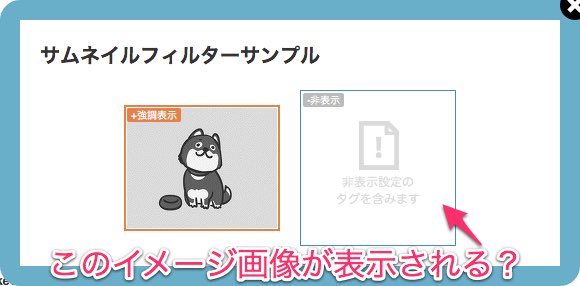 サムネイルフィルターサンプル
+強調表示
-非表示
非表示設定の
タグを含みます
このイメージ画像が表示される?